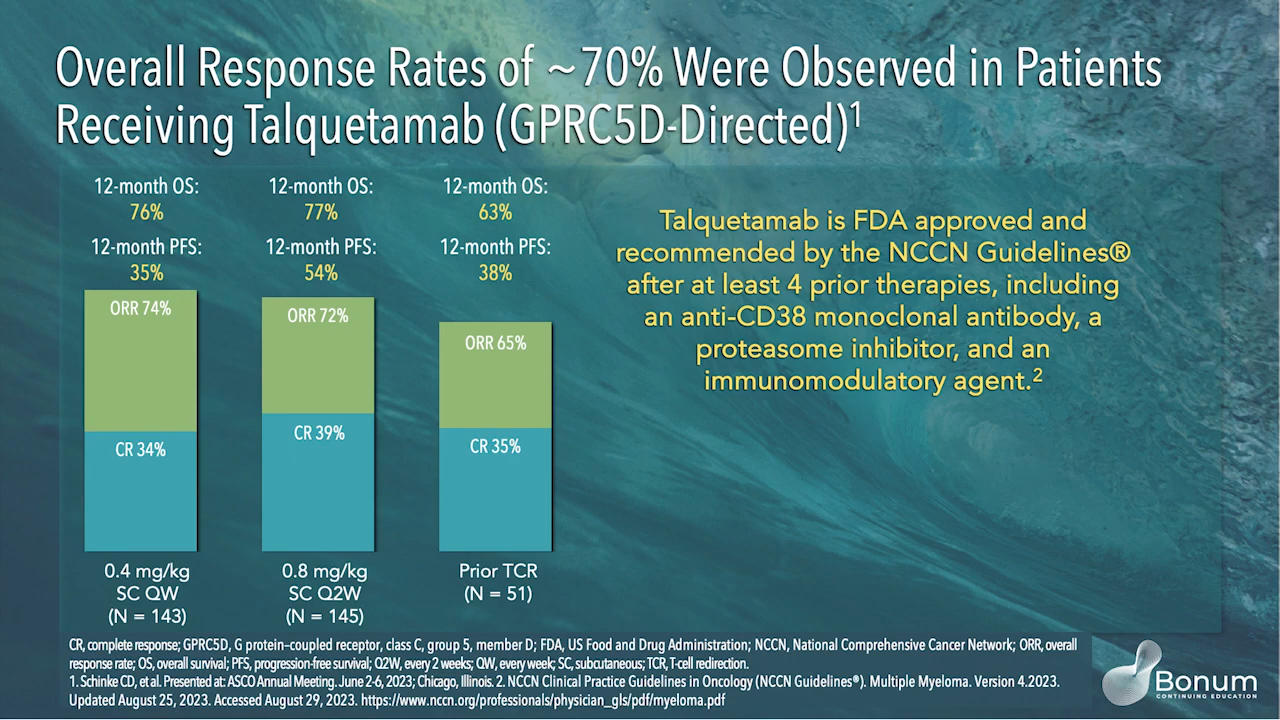 Overall Response Rates of ~70% Were Observed in Patients
Receiving Talquetamab (GPRC5D-Directed)1
12-month OS:
76%
12-month PFS:
35%
ORR 74%
CR 34%
0.4 mg/kg
SC QW
(N = 143)
12-month OS:
77%
12-month PFS:
54%
ORR 72%
CR 39%
0.8 mg/kg
SC Q2W
(N = 145)
12-month OS:
63%
12-month PFS:
38%
ORR 65%
CR 35%
Prior TCR
(N = 51)
Talquetamab is FDA approved and
recommended by the NCCN Guidelines®
after at least 4 prior therapies, including
an anti-CD38 monoclonal antibody, a
proteasome inhibitor, and an
immunomodulatory agent.2
CR, complete response; GPRC5D, G protein–coupled receptor, class C, group 5, member D; FDA, US Food and Drug Administration; NCCN, National Comprehensive Cancer Network; ORR, overall
response rate; OS, overall survival; PFS, progression-free survival; Q2W, every 2 weeks; QW, every week; SC, subcutaneous; TCR, T-cell redirection.
1. Schinke CD, et al. Presented at: ASCO Annual Meeting. June 2-6, 2023; Chicago, Illinois. 2. NCCN Clinical Practice Guidelines in Oncology (NCCN Guidelines®). Multiple Myeloma. Version 4.2023.
Updated August 25, 2023. Accessed August 29, 2023. https://www.nccn.org/professionals/physician_gls/pdf/myeloma.pdf
Bonum
CONTINUING EDUCATION